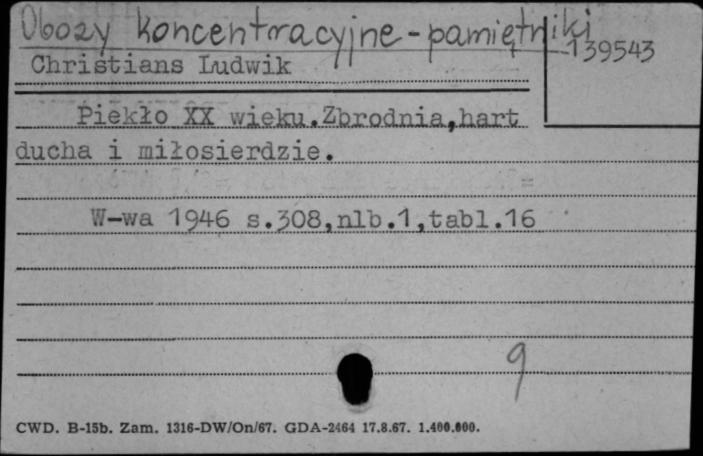 Obozy koncentracyjne - pamiętniki
139543
Christians Ludwik
Piekło XX wieku.Zbrodnia,hart
ducha i miłosierdzie.
W-wa 1946 s.308,nlb.1,tabl.16
9
CWD. B-15b. Zam. 1316-DW/On/67. GDA-2464 17.8.67. 1.400.000.